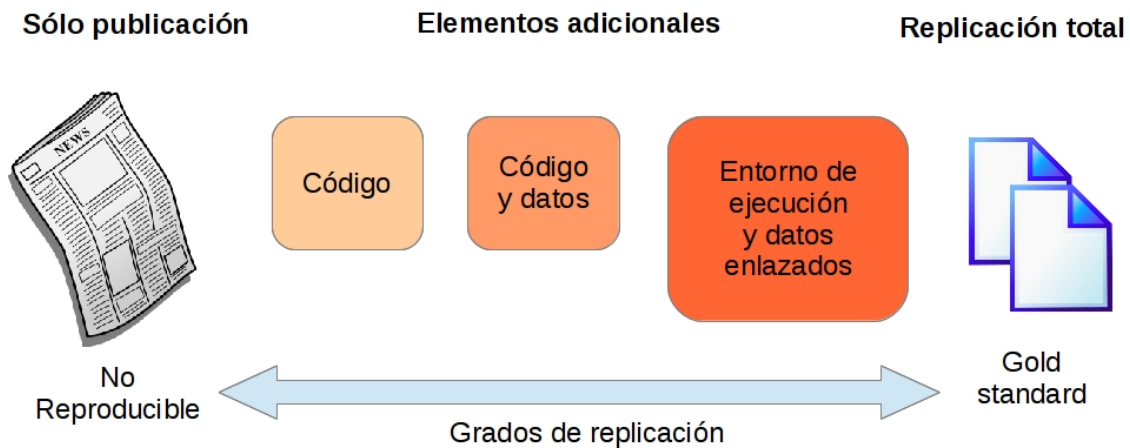 Sólo publicación
Elementos adicionales
Replicación total
NEWS
Código
Código
y datos
Entorno de
ejecución
y datos
enlazados
No
Reproducible
Gold
standard
Grados de replicación